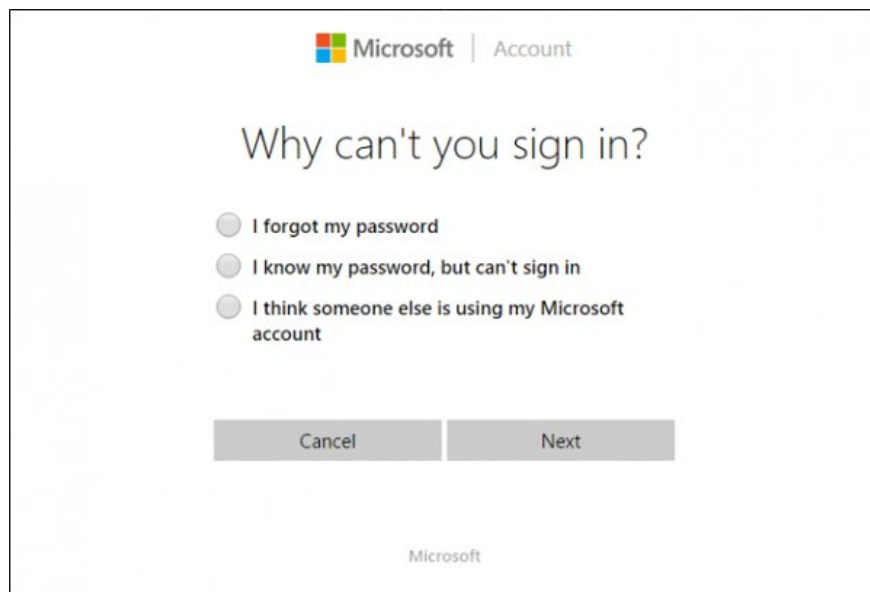 Microsoft | Account
Why can't you sign in?
I forgot my password
I know my password, but can't sign in
I think someone else is using my Microsoft
account
Cancel Next
Microsoft